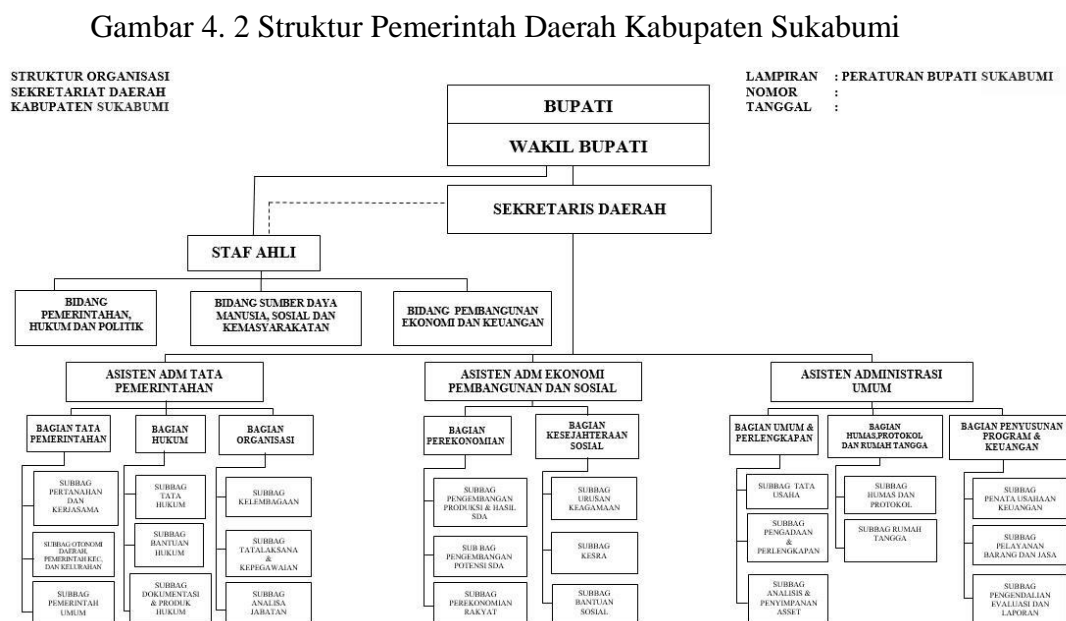 Gambar 4. 2 Struktur Pemerintah Daerah Kabupaten Sukabumi
STRUKTUR ORGANISASI
SEKRETARIAT DAERAH
KABUPATEN SUKABUMI
LAMPIRAN : PERATURAN BUPATI SUKABUMI
NOMOR :
TANGGAL :
BUPATI
WAKIL BUPATI
SEKRETARIS DAERAH
STAF AHLI
BIDANG
PEMERINTAHAN,
HUKUM DAN POLITIK
BIDANG SUMBER DAYA
MANUSIA, SOSIAL DAN
KEMASYARAKATAN
BIDANG PEMBANGUNAN
EKONOMI DAN KEUANGAN
ASISTEN ADM TATA
PEMERINTAHAN
ASISTEN ADM EKONOMI
PEMBANGUNAN DAN SOSIAL
ASISTEN ADMINISTRASI
UMUM
BAGIAN TATA
PEMERINTAHAN
BAGIAN
HUKUM
BAGIAN
ORGANISASI
BAGIAN
PEREKONOMIAN
BAGIAN
KESEJAHTERAAN
SOSIAL
BAGIAN UMUM &
PERLENGKAPAN
BAGIAN
HUMAS,PROTOKOL
DAN RUMAH TANGGA
BAGIAN PENYUSUNAN
PROGRAM &
KEUANGAN
SUBBAG
PERTANAHAN
DAN
KERJASAMA
SUBBAG OTONOMI
DAERAH,
PEMERINTAH KEC,
DAN KELURAHAN
SUBBAG
PEMERINTAH
UMUM
SUBBAG
TATA
HUKUM
SUBBAG
BANTUAN
HUKUM
SUBBAG
DOKUMENTASI
& PRODUK
HUKUM
SUBBAG
KELEMBAGAAN
SUBBAG
TATALAKSANA
&
KEPEGAWAIAN
SUBBAG
ANALISA
JABATAN
SUBBAG
PENGEMBANGAN
PRODUKSI & HASIL
SDA
SUB BAG
PENGEMBANGAN
POTENSI SDA
SUBBAG
PEREKONOMIAN
RAKYAT
SUBBAG
URUSAN
KEAGAMAAN
SUBBAG
KESRA
SUBBAG
BANTUAN
SOSIAL
SUBBAG TATA
USAHA
SUBBAG
PENGADAAN
&
PERLENGKAPAN
SUBBAG
ANALISIS &
PENYIMPANAN
ASSET
SUBBAG
HUMAS DAN
PROTOKOL
SUBBAG RUMAH
TANGGA
SUBBAG
PENATA USAHAAN
KEUANGAN
SUBBAG
PELAYANAN
BARANG DAN JASA
SUBBAG
PENGENDALIAN
EVALUASI DAN
LAPORAN